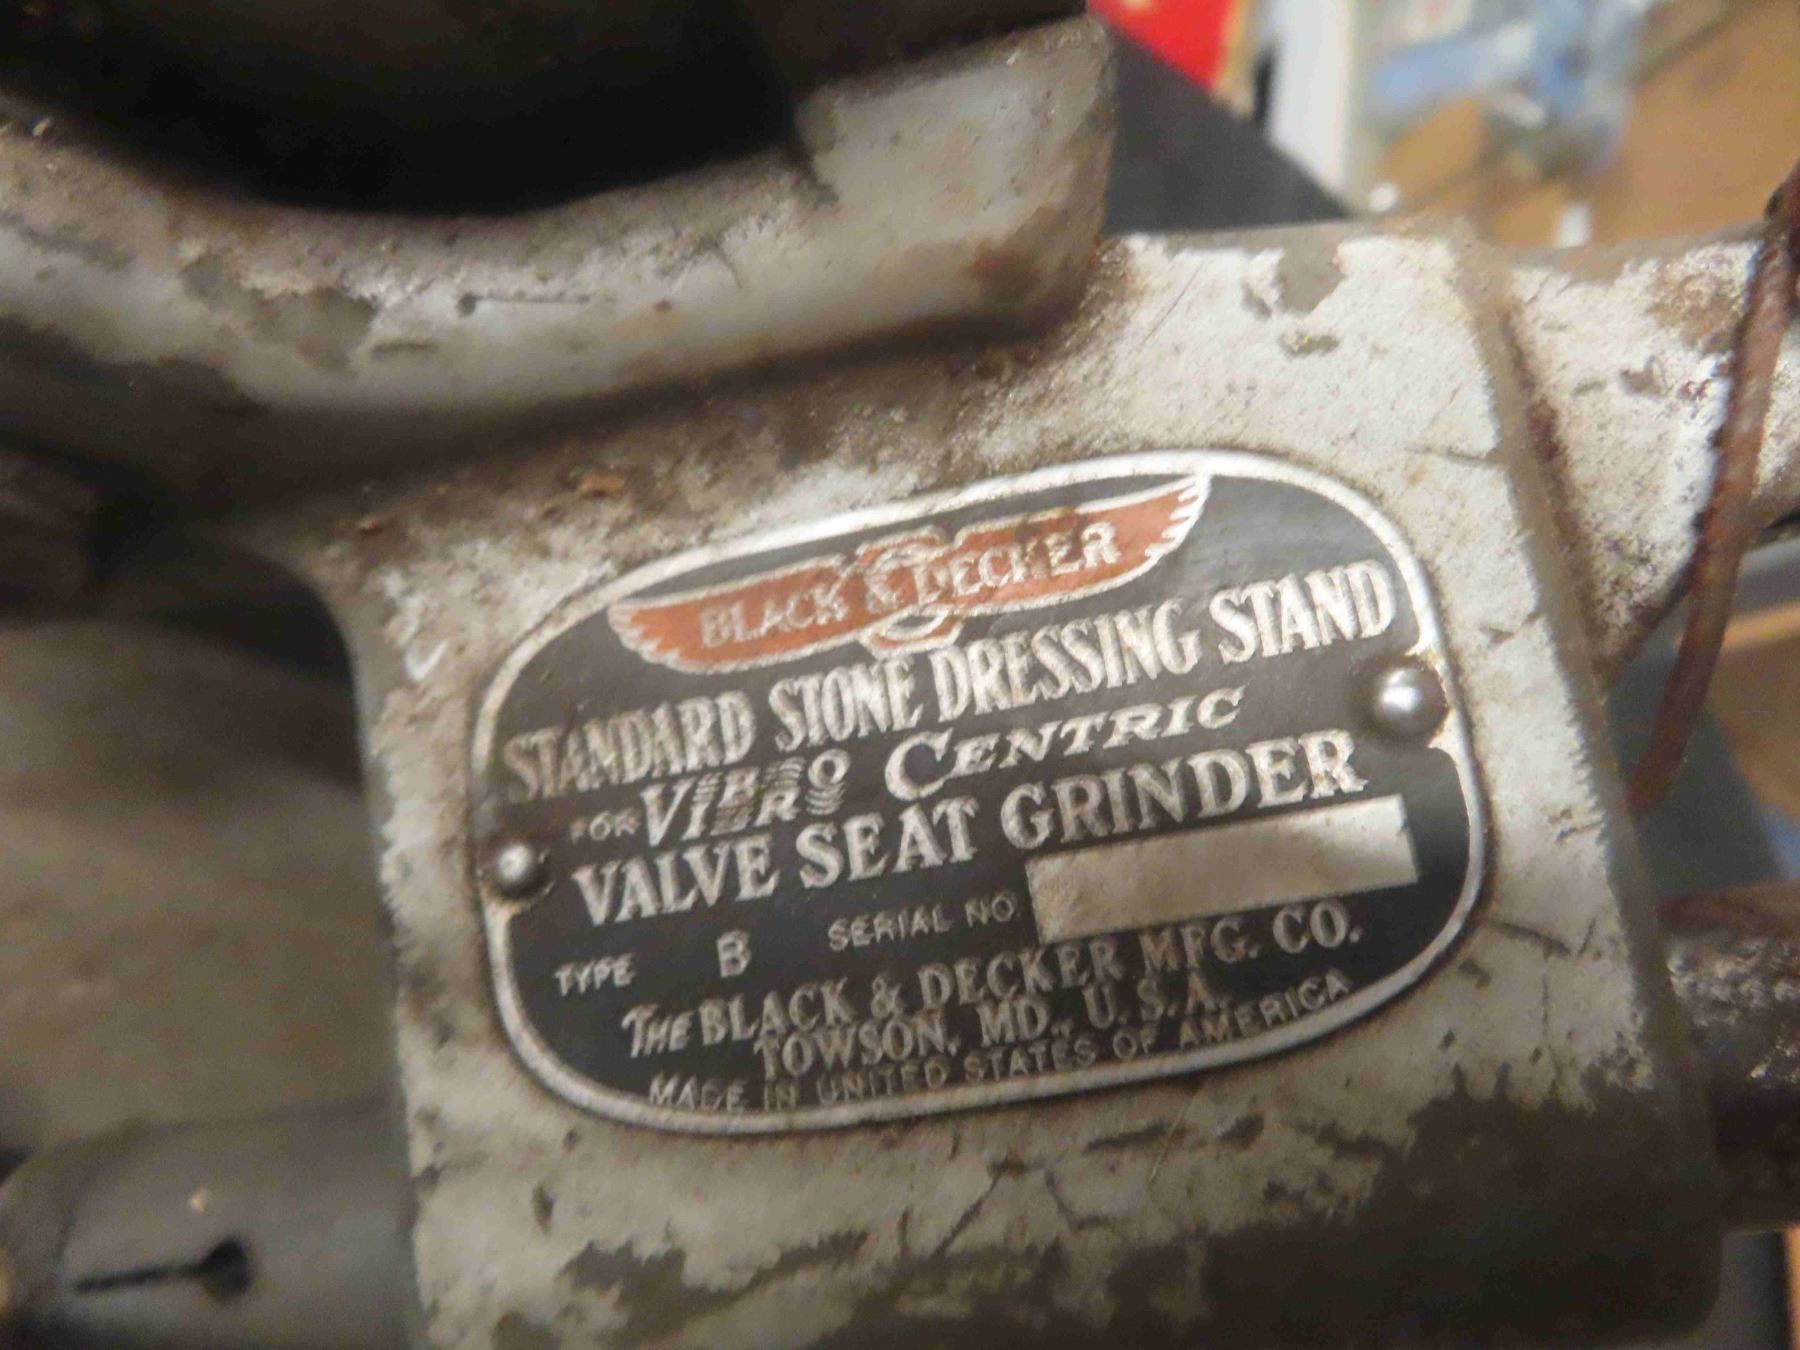 BLACK & DECKER
STANDARD STONE DRESSING STAND
FOR VIBRO CENTRIC
VALVE SEAT GRINDER
TYPE B SERIAL NO.
THE BLACK & DECKER MFG. CO.
TOWSON, MD., U.S.A.
MADE IN UNITED STATES OF AMERICA